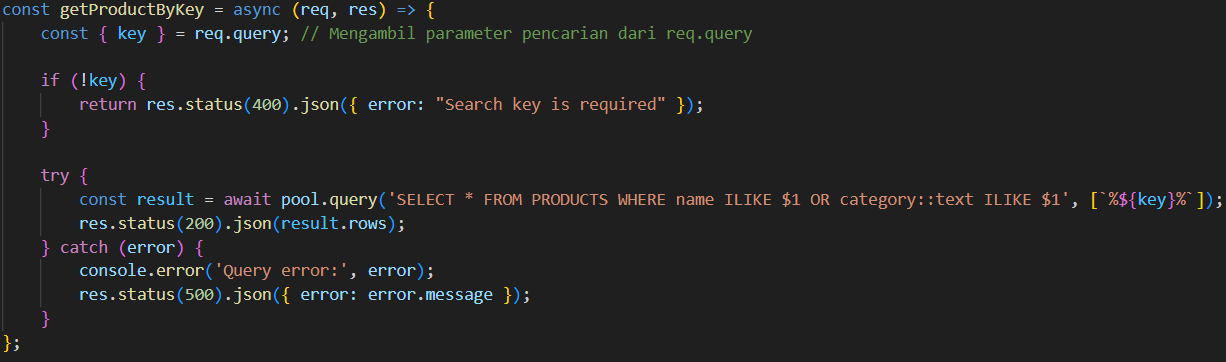 const getProductByKey = async (req, res) => {
    const { key } = req.query; // Mengambil parameter pencarian dari req.query

    if (!key) {
        return res.status(400).json({ error: "Search key is required" });
    }

    try {
        const result = await pool.query('SELECT * FROM PRODUCTS WHERE name ILIKE $1 OR category::text ILIKE $1', [`%${key}%`]);
        res.status(200).json(result.rows);
    } catch (error) {
        console.error('Query error:', error);
        res.status(500).json({ error: error.message });
    }
};